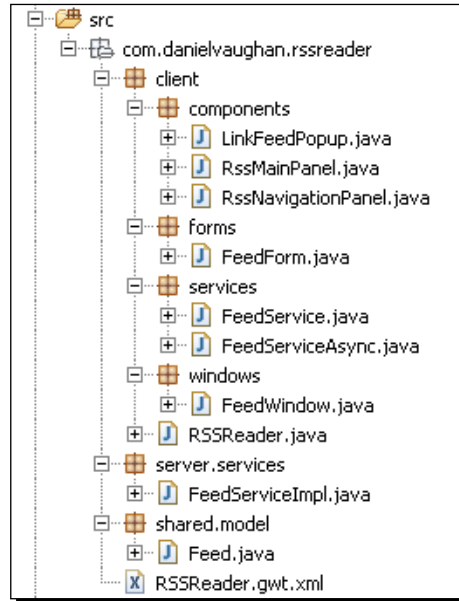 src
com.danielvaughan.rssreader
client
components
LinkFeedPopup.java
RssMainPanel.java
RssNavigationPanel.java
forms
FeedForm.java
services
FeedService.java
FeedServiceAsync.java
windows
FeedWindow.java
RSSReader.java
server.services
FeedServiceImpl.java
shared.model
Feed.java
RSSReader.gwt.xml